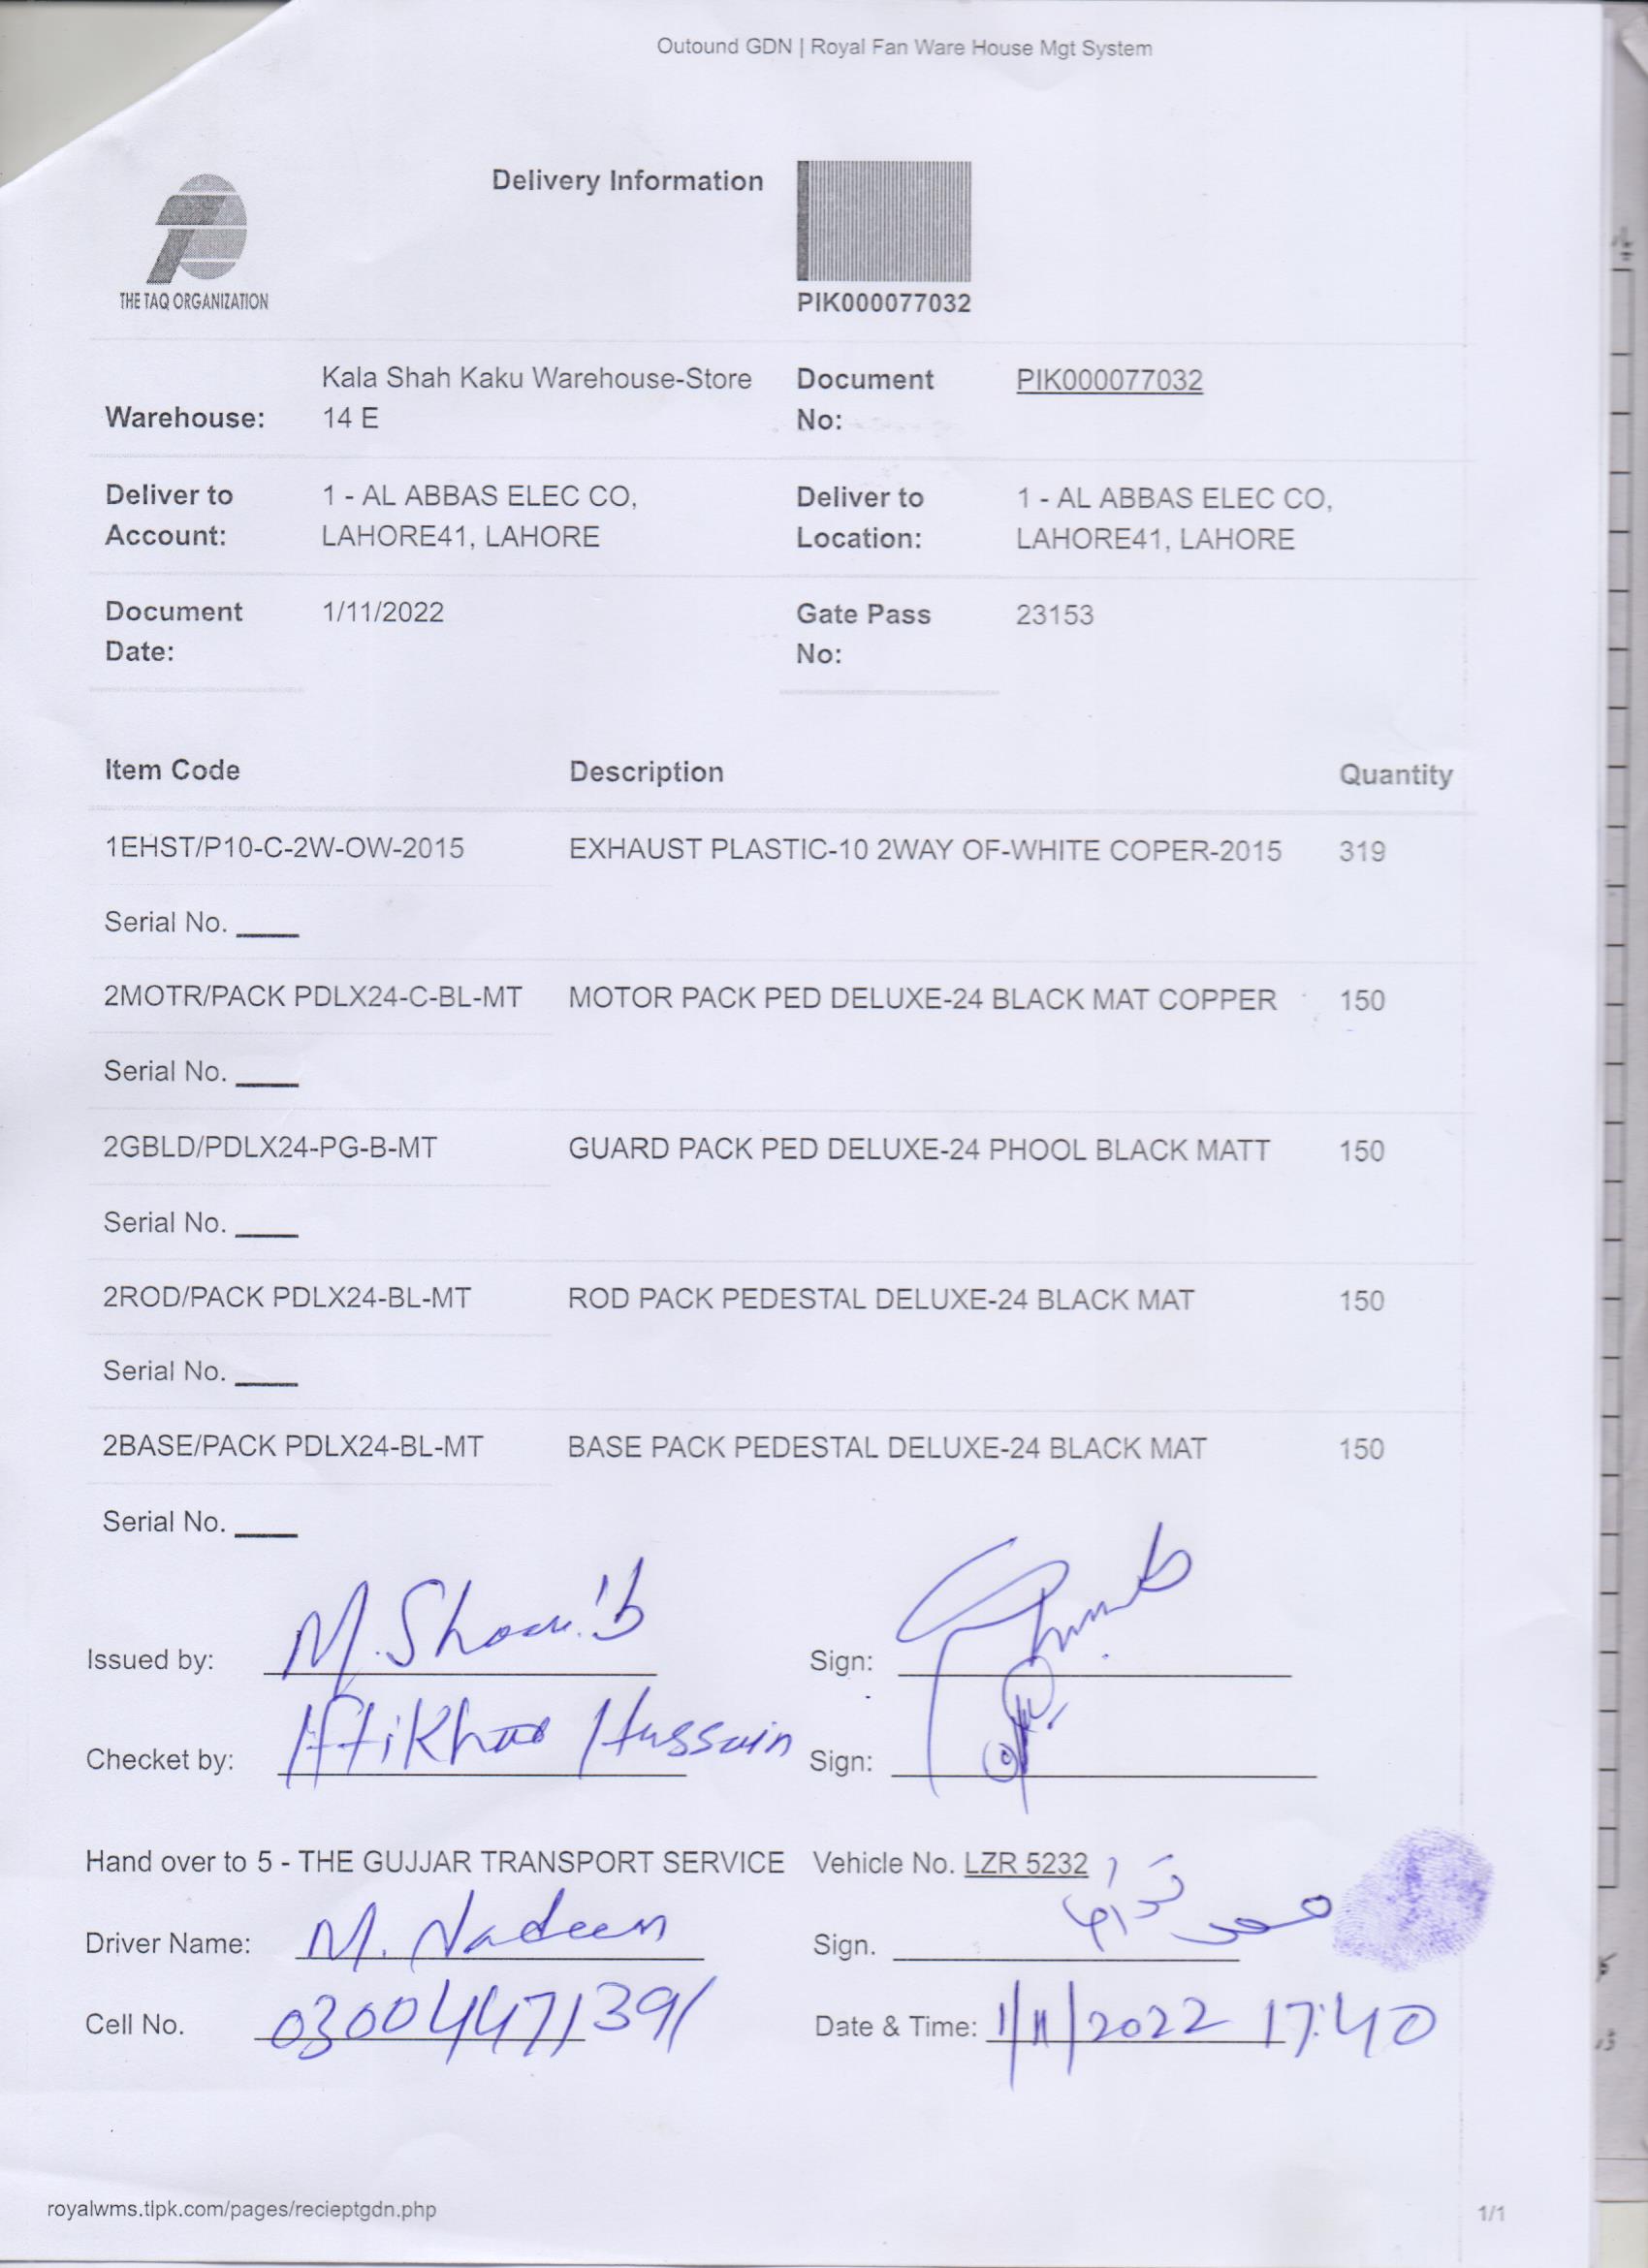 Outound GDN | Royal Fan Ware House Mgt System
Delivery Information
THE TAQ ORGANIZATION
PIK000077032
Warehouse: Kala Shah Kaku Warehouse-Store 14 E
Document No: PIK000077032
Deliver to Account: 1 - AL ABBAS ELEC CO, LAHORE41, LAHORE
Deliver to Location: 1 - AL ABBAS ELEC CO, LAHORE41, LAHORE
Document Date: 1/11/2022
Gate Pass No: 23153
Item Code Description Quantity
1EHST/P10-C-2W-OW-2015 EXHAUST PLASTIC-10 2WAY OF-WHITE COPER-2015 319
Serial No. ____
2MOTR/PACK PDLX24-C-BL-MT MOTOR PACK PED DELUXE-24 BLACK MAT COPPER 150
Serial No. ____
2GBLD/PDLX24-PG-B-MT GUARD PACK PED DELUXE-24 PHOOL BLACK MATT 150
Serial No. ____
2ROD/PACK PDLX24-BL-MT ROD PACK PEDESTAL DELUXE-24 BLACK MAT 150
Serial No. ____
2BASE/PACK PDLX24-BL-MT BASE PACK PEDESTAL DELUXE-24 BLACK MAT 150
Serial No. ____
Issued by: M. Shoaib Sign:
Checket by: Iftikhar Hussain Sign:
Hand over to 5 - THE GUJJAR TRANSPORT SERVICE Vehicle No. LZR 5232
Driver Name: M. Nadeem Sign. محمد
Cell No. 03004471391 Date & Time: 1/11/2022 17:40
royalwms.tlpk.com/pages/recieptgdn.php 1/1